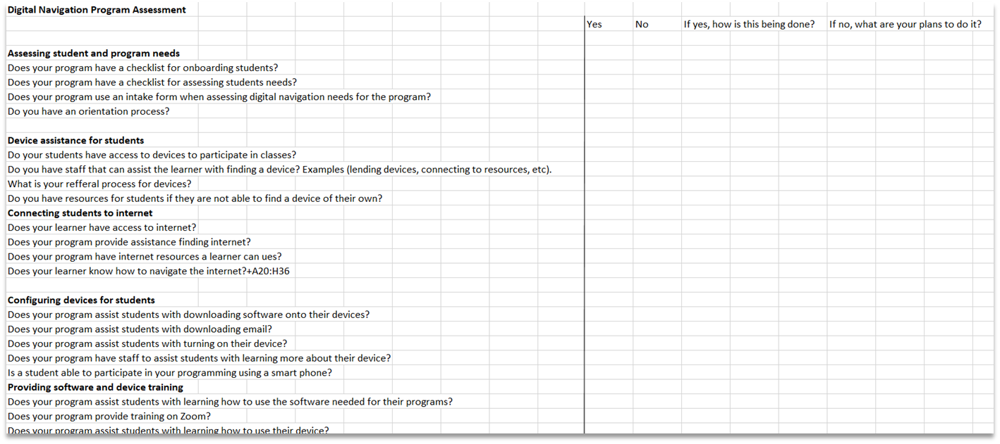 Digital Navigation Program Assessment
Yes No If yes, how is this being done? If no, what are your plans to do it?
Assessing student and program needs
Does your program have a checklist for onboarding students?
Does your program have a checklist for assessing students needs?
Does your program use an intake form when assessing digital navigation needs for the program?
Do you have an orientation process?
Device assistance for students
Do your students have access to devices to participate in classes?
Do you have staff that can assist the learner with finding a device? Examples (lending devices, connecting to resources, etc).
What is your refferal process for devices?
Do you have resources for students if they are not able to find a device of their own?
Connecting students to internet
Does your learner have access to internet?
Does your program provide assistance finding internet?
Does your program have internet resources a learner can ues?
Does your learner know how to navigate the internet?+A20:H36
Configuring devices for students
Does your program assist students with downloading software onto their devices?
Does your program assist students with downloading email?
Does your program assist students with turning on their device?
Does your program have staff to assist students with learning more about their device?
Is a student able to participate in your programming using a smart phone?
Providing software and device training
Does your program assist students with learning how to use the software needed for their programs?
Does your program provide training on Zoom?
Does your program assist students with learning how to use their device?